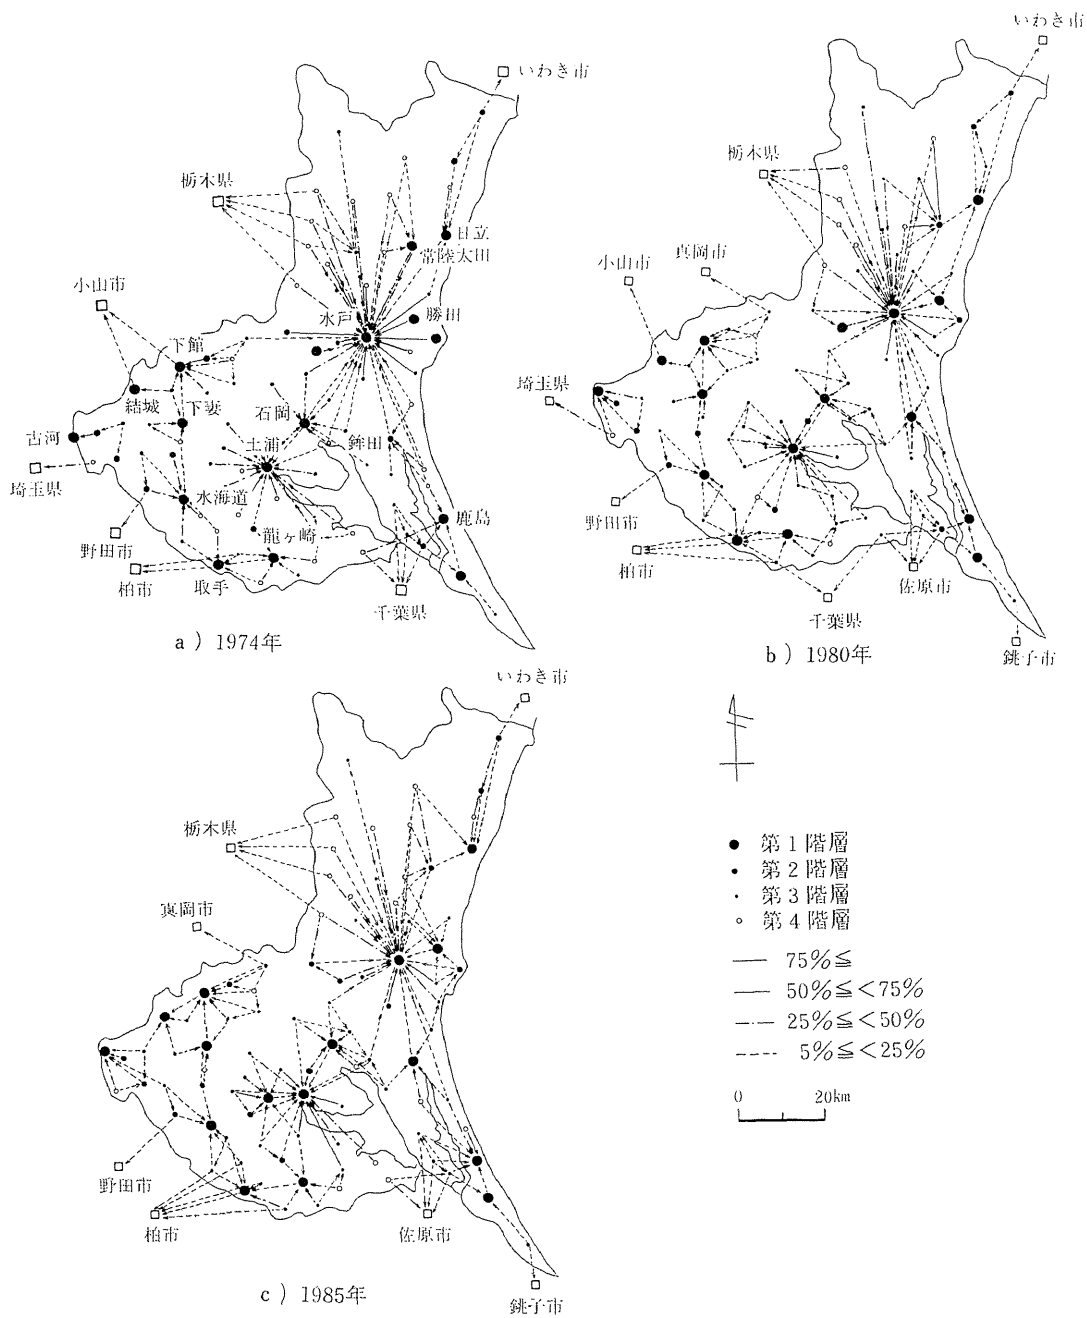 いわき市
栃木県
日立
常陸太田
小山市
水戸
勝田
下館
結城
下妻
石岡
古河
土浦
鉾田
埼玉県
水海道
鹿島
野田市
龍ヶ崎
柏市
取手
千葉県
a) 1974年
いわき市
栃木県
真岡市
小山市
埼玉県
野田市
柏市
佐原市
千葉県
銚子市
b) 1980年
いわき市
栃木県
真岡市
野田市
柏市
佐原市
銚子市
c) 1985年
第1階層
第2階層
第3階層
第4階層
75%≦
50%≦<75%
25%≦<50%
5%≦<25%
0 20km